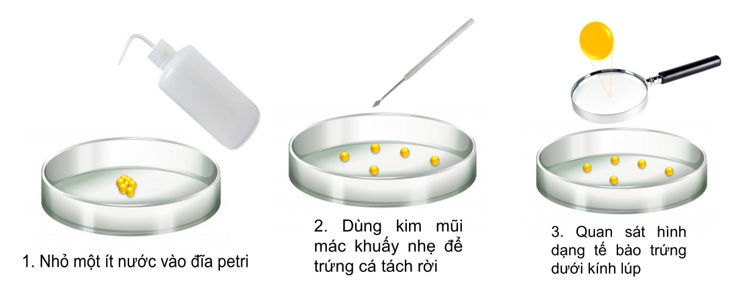 1. Nhỏ một ít nước vào đĩa petri
2. Dùng kim mũi
mác khuấy nhẹ để
trứng cá tách rời
3. Quan sát hình
dạng tế bào trứng
dưới kính lúp